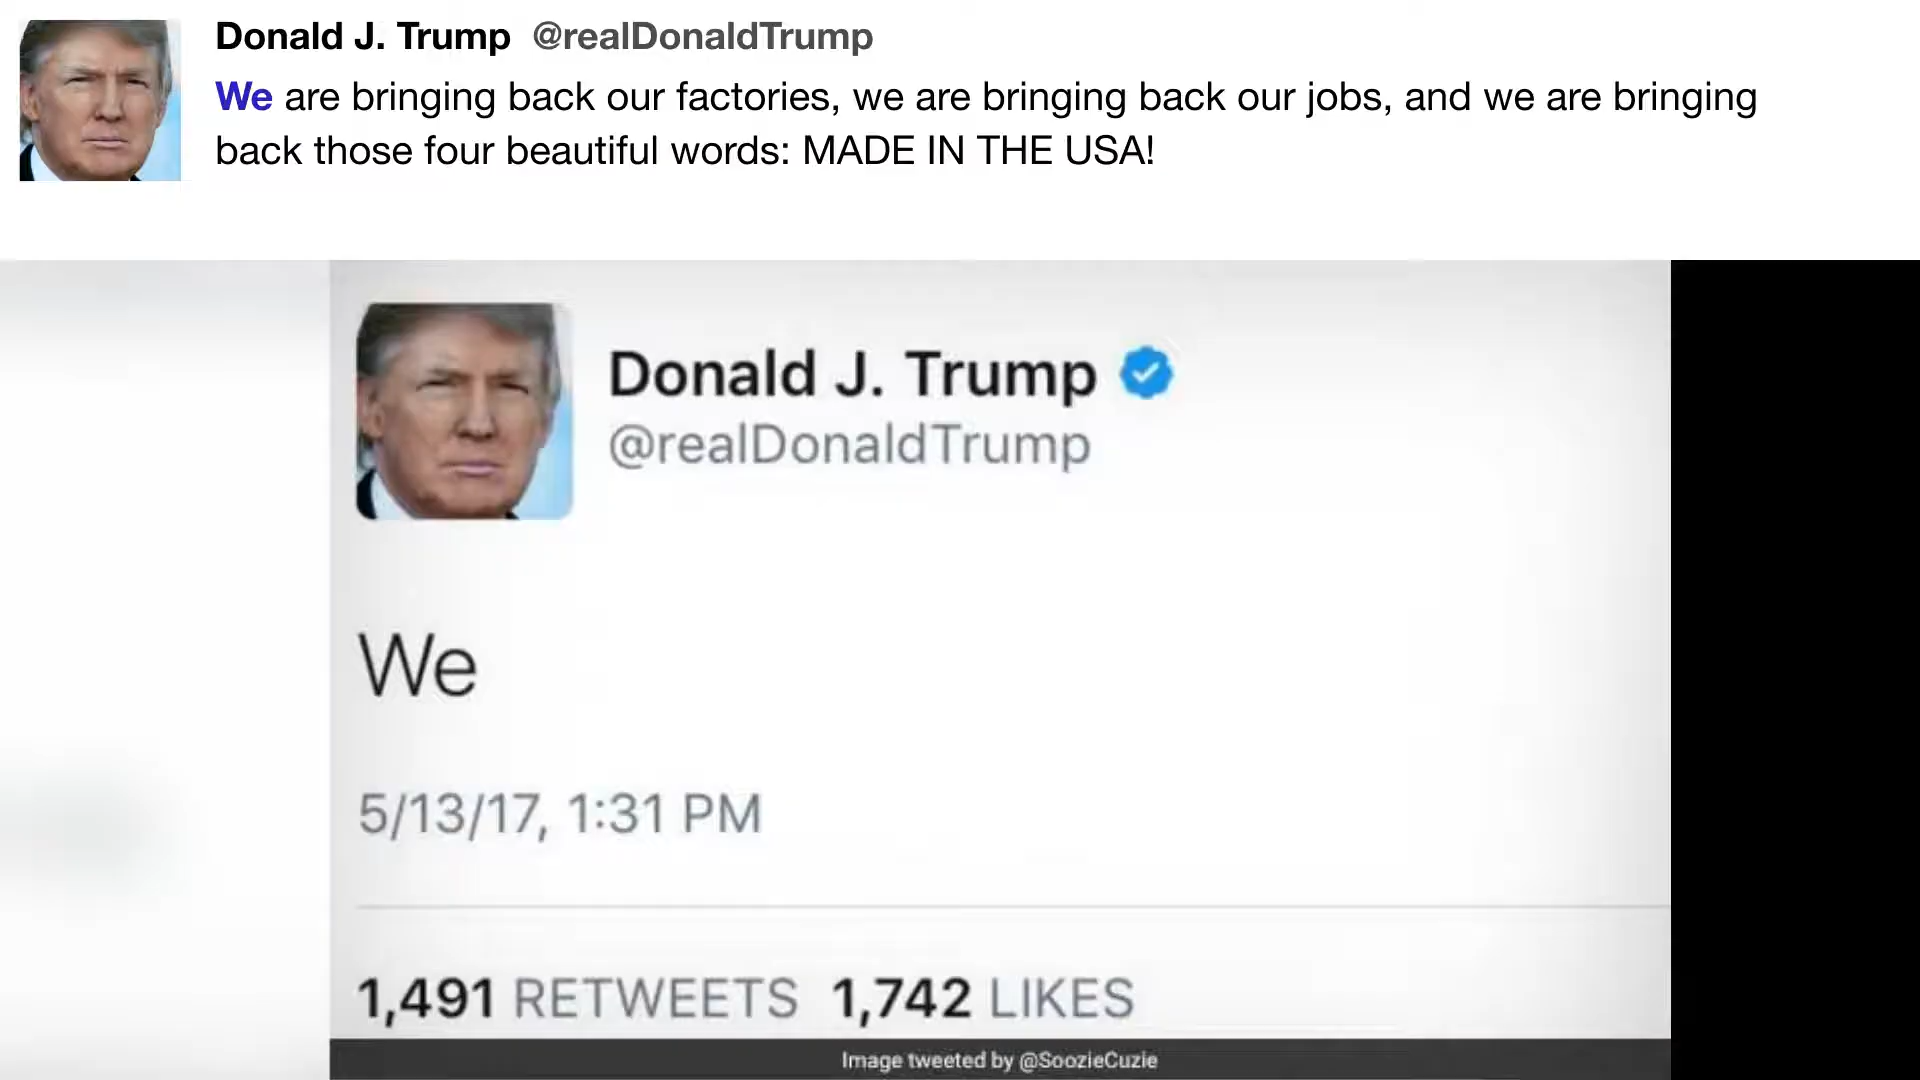 Donald J. Trump @realDonaldTrump
We are bringing back our factories, we are bringing back our jobs, and we are bringing
back those four beautiful words: MADE IN THE USA!
Donald J. Trump
@realDonaldTrump
We
5/13/17, 1:31 PM
1,491 RETWEETS 1,742 LIKES
Image tweeted by @SoozieCuzie